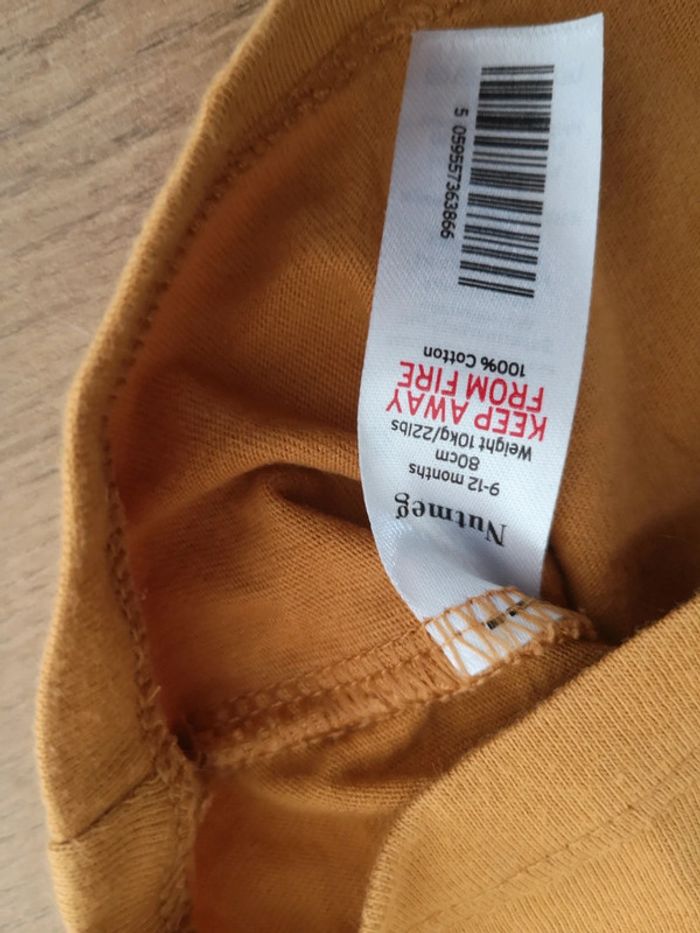 Nutmeg
9-12 months
80cm
Weight 10kg/22lbs
KEEP AWAY
FROM FIRE
100% Cotton
5 059557363866